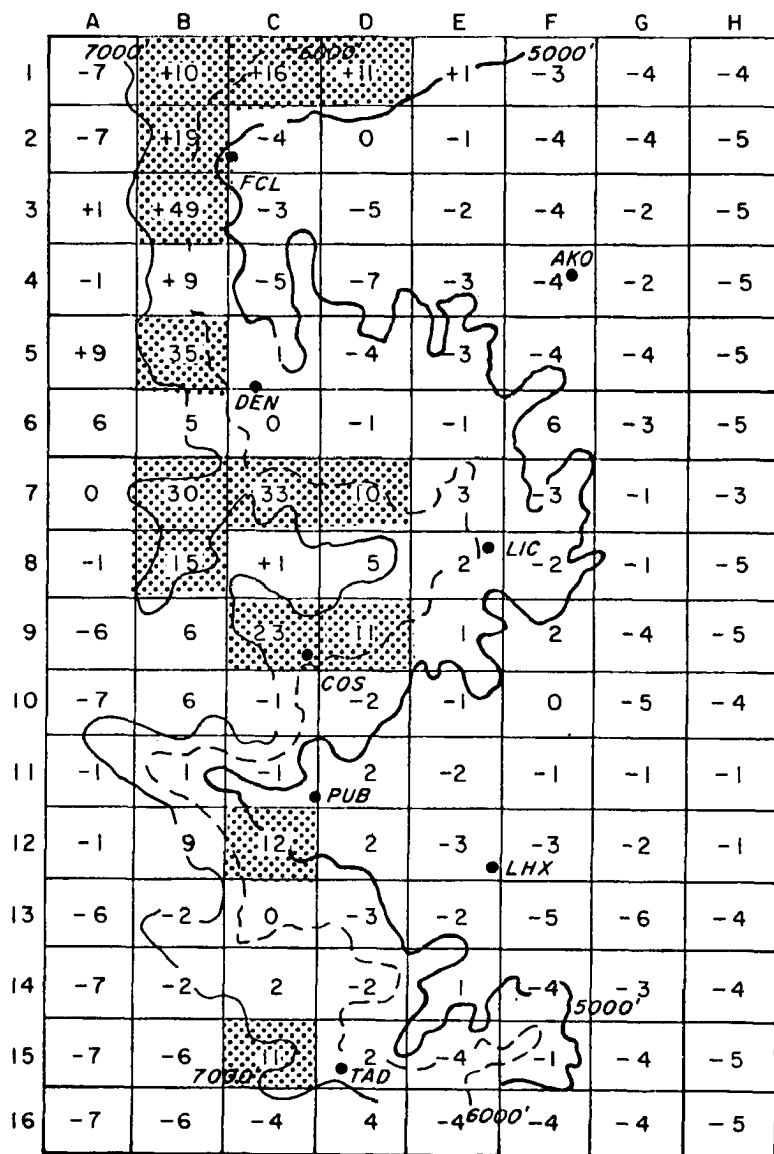 A B C D E F G H
7000 6000 5000'
1 -7 +10 +16 +11 +1 -3 -4 -4
2 -7 +19 -4 0 -1 -4 -4 -5
FCL
3 +1 +49 -3 -5 -2 -4 -2 -5
AKO
4 -1 +9 -5 -7 -3 -4 -2 -5
5 +9 35 -4 -3 -4 -4 -5
DEN
6 6 5 0 -1 -1 6 -3 -5
7 0 30 33 10 3 -3 -1 -3
LIC
8 -1 15 +1 5 2 -2 -1 -5
9 -6 6 23 11 1 2 -4 -5
COS
10 -7 6 -1 -2 -1 0 -5 -4
11 -1 1 -1 2 -2 -1 -1 -1
PUB
12 -1 9 12 2 -3 -3 -2 -1
LHX
13 -6 -2 0 -3 -2 -5 -6 -4
14 -7 -2 2 -2 1 -4 -3 -4
5000'
15 -7 -6 11 2 -4 -1 -4 -5
7000 TAD
6000'
16 -7 -6 -4 4 -4 -4 -4 -5